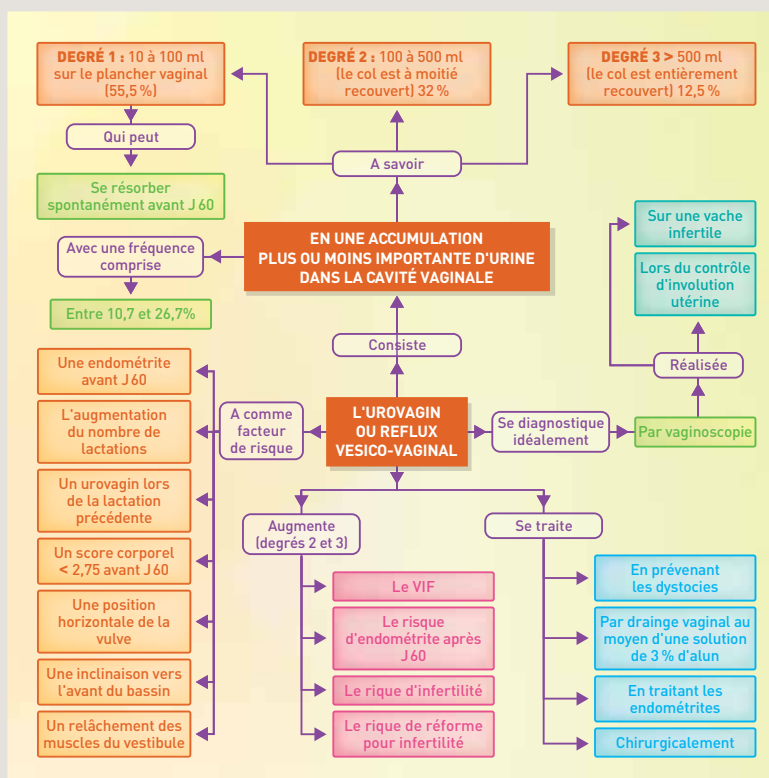 DEGRÉ 1 : 10 à 100 ml
sur le plancher vaginal
(55,5 %)
DEGRÉ 2 : 100 à 500 ml
(le col est à moitié
recouvert) 32 %
DEGRÉ 3 > 500 ml
(le col est entièrement
recouvert) 12,5 %
Qui peut
A savoir
Se résorber
spontanément avant J 60
Sur une vache
infertile
EN UNE ACCUMULATION
PLUS OU MOINS IMPORTANTE D'URINE
DANS LA CAVITÉ VAGINALE
Avec une fréquence
comprise
Lors du contrôle
d'involution
utérine
Entre 10,7 et 26,7%
Consiste
Réalisée
Une endométrite
avant J 60
L'augmentation
du nombre de
lactations
A comme
facteur
de risque
L'UROVAGIN
OU REFLUX
VESICO-VAGINAL
Se diagnostique
idéalement
Par vaginoscopie
Un urovagin lors
de la lactation
précédente
Un score corporel
< 2,75 avant J 60
Une position
horizontale de la
vulve
Une inclinaison vers
l'avant du bassin
Un relâchement des
muscles du vestibule
Augmente
(degrés 2 et 3)
Se traite
Le VIF
Le risque
d'endométrite après
J 60
Le rique d'infertilité
Le rique de réforme
pour infertilité
En prévenant
les dystocies
Par drainge vaginal au
moyen d'une solution
de 3 % d'alun
En traitant les
endométrites
Chirurgicalement